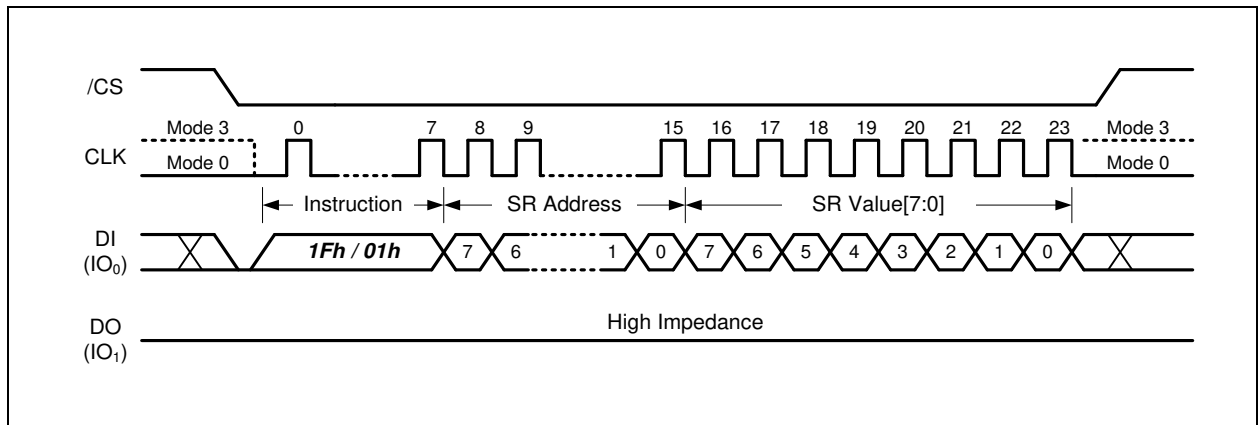 /CS
Mode 3 0 7 8 9 15 16 17 18 19 20 21 22 23 Mode 3
CLK Mode 0 Mode 0
Instruction SR Address SR Value[7:0]
DI 1Fh / 01h 7 6 1 0 7 6 5 4 3 2 1 0
(IO₀)
High Impedance
DO
(IO₁)